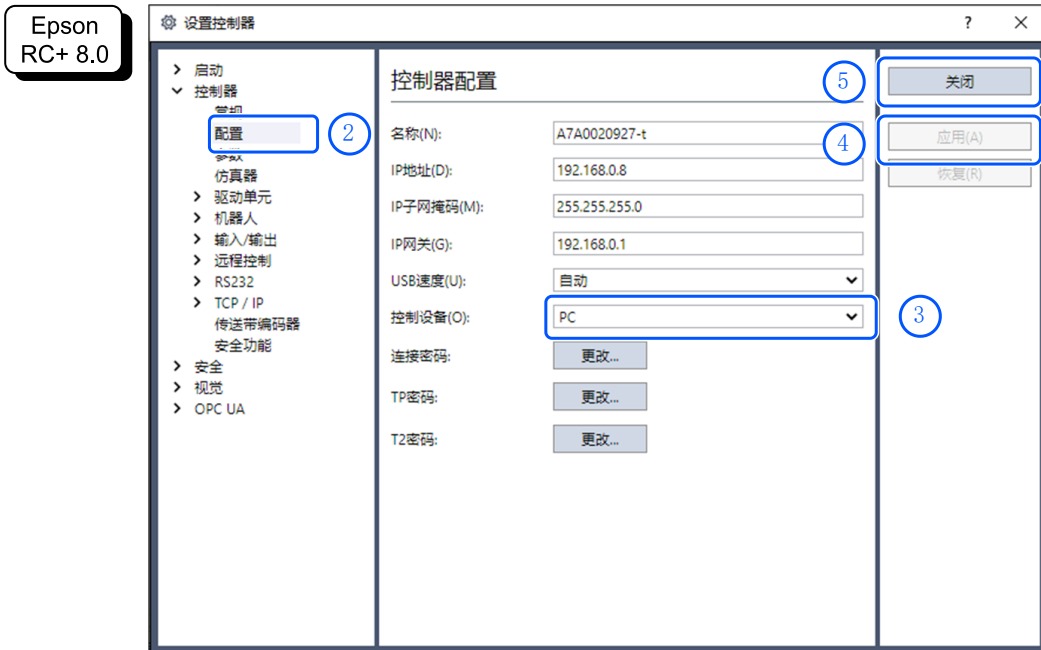 Epson
RC+ 8.0
设置控制器
?
启动
控制器
常规
配置
2
参数
仿真器
驱动单元
机器人
输入/输出
远程控制
RS232
TCP / IP
传送带编码器
安全功能
安全
视觉
OPC UA
控制器配置
名称(N): A7A0020927-t
IP地址(D): 192.168.0.8
IP子网掩码(M): 255.255.255.0
IP网关(G): 192.168.0.1
USB速度(U): 自动
控制设备(O): PC
3
连接密码: 更改...
TP密码: 更改...
T2密码: 更改...
5
关闭
4
应用(A)
恢复(R)